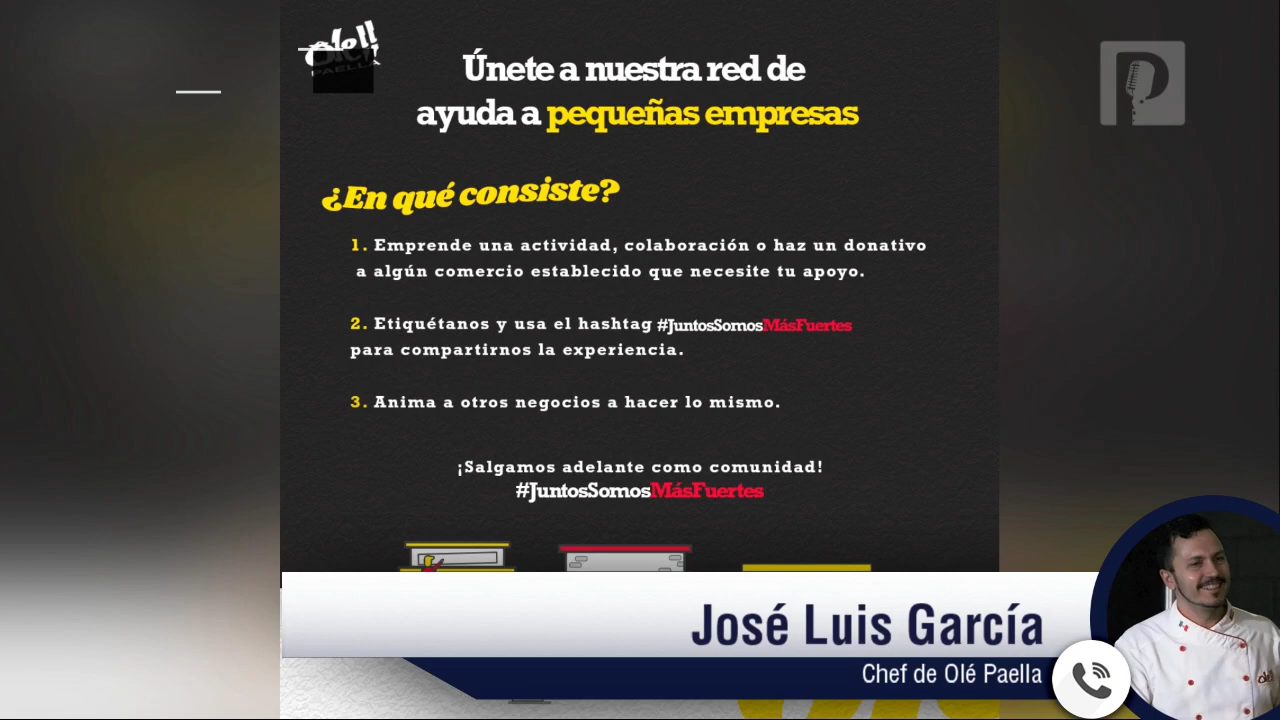 Olé!!
PAELLA
Únete a nuestra red de
ayuda a pequeñas empresas
¿En qué consiste?
1. Emprende una actividad, colaboración o haz un donativo
a algún comercio establecido que necesite tu apoyo.
2. Etiquétanos y usa el hashtag #JuntosSomosMásFuertes
para compartirnos la experiencia.
3. Anima a otros negocios a hacer lo mismo.
¡Salgamos adelante como comunidad!
#JuntosSomosMásFuertes
José Luis García
Chef de Olé Paella